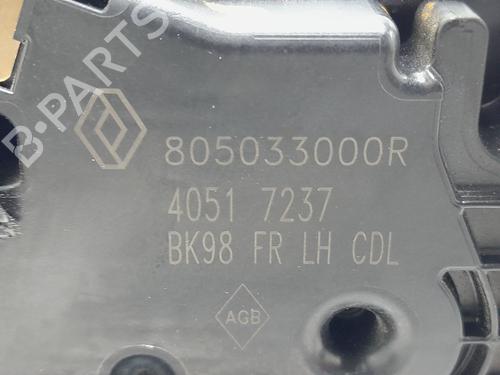 B-PARTS
805033000R
4051 7237
BK98 FR LH CDL
AGB